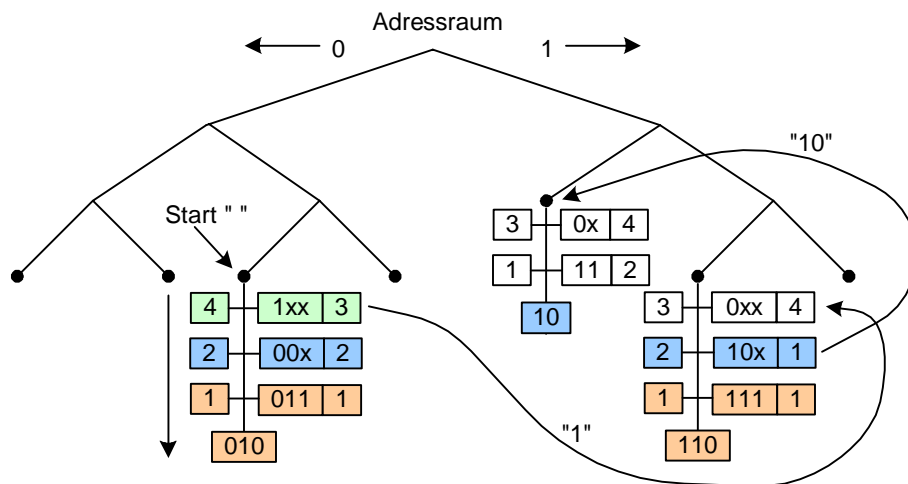 Adressraum
0 1
"10"
Start " "
3 0x 4
1 11 2
10
4 1xx 3
2 00x 2
1 011 1
010
3 0xx 4
2 10x 1
1 111 1
110
"1"